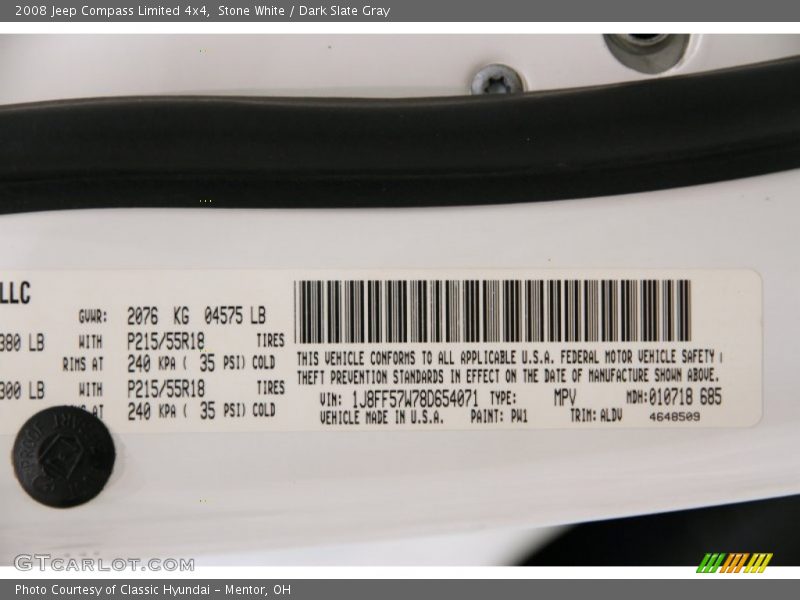 2008 Jeep Compass Limited 4x4, Stone White / Dark Slate Gray
LLC
GVWR: 2076 KG 04575 LB
380 LB WITH P215/55R18 TIRES
RIMS AT 240 KPA ( 35 PSI) COLD
300 LB WITH P215/55R18 TIRES
AT 240 KPA ( 35 PSI) COLD
THIS VEHICLE CONFORMS TO ALL APPLICABLE U.S.A. FEDERAL MOTOR VEHICLE SAFETY
THEFT PREVENTION STANDARDS IN EFFECT ON THE DATE OF MANUFACTURE SHOWN ABOVE.
VIN: 1J8FF57W78D654071 TYPE: MPV MDH:010718 685
VEHICLE MADE IN U.S.A. PAINT: PW1 TRIM: ALDV 4648509
GTCARLOT.COM
Photo Courtesy of Classic Hyundai - Mentor, OH